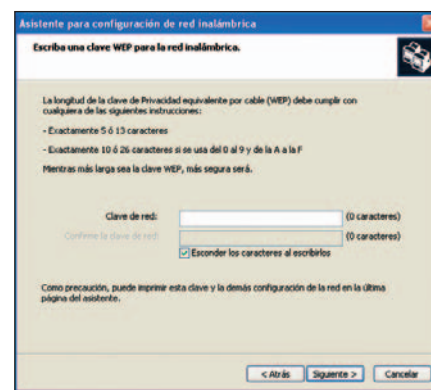 Asistente para configuración de red inalámbrica
Escriba una clave WEP para la red inalámbrica.
La longitud de la clave de Privacidad equivalente por cable (WEP) debe cumplir con
cualquiera de las siguientes instrucciones:
- Exactamente 5 ó 13 caracteres
- Exactamente 10 ó 26 caracteres si se usa del 0 al 9 y de la A a la F
Mientras más larga sea la clave WEP, más segura será.
Clave de red: (0 caracteres)
Confirme la clave de red: (0 caracteres)
Esconder los caracteres al escribirlos
Como precaución, puede imprimir esta clave y la demás configuración de la red en la última
página del asistente.
< Atrás Siguiente > Cancelar